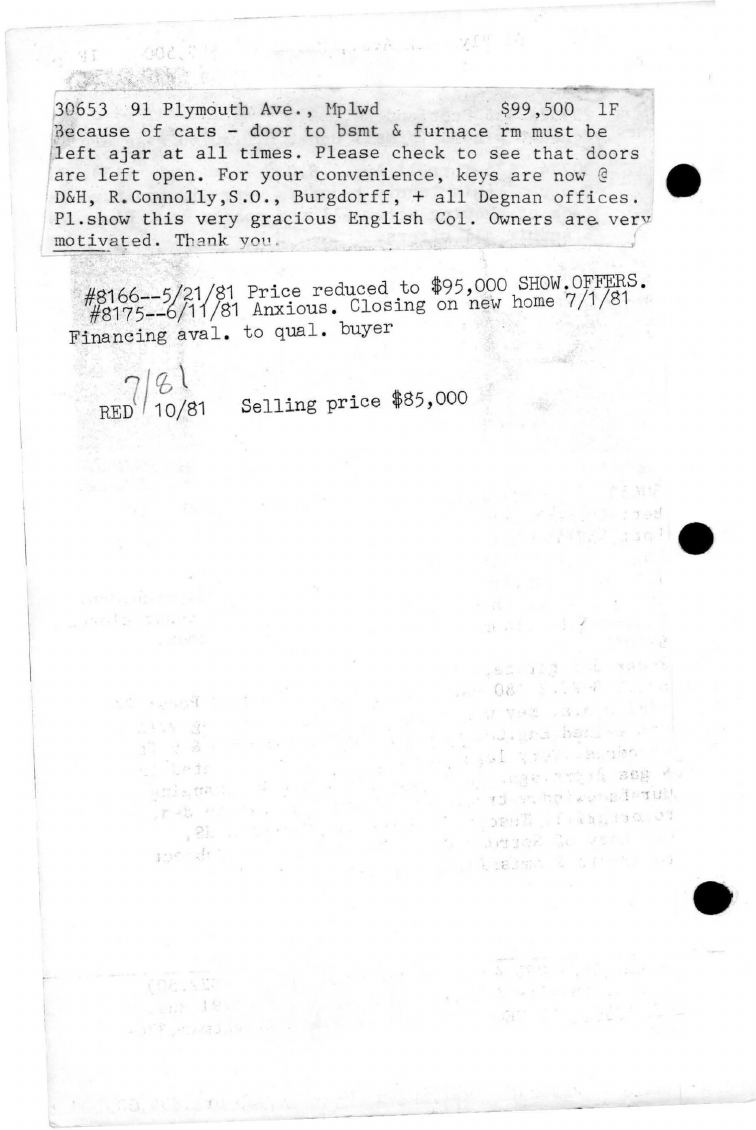 30653 91 Plymouth Ave., Mplwd $99,500 1F
Because of cats - door to bsmt & furnace rm must be
left ajar at all times. Please check to see that doors
are left open. For your convenience, keys are now @
D&H, R.Connolly,S.O., Burgdorff, + all Degnan offices.
Pl.show this very gracious English Col. Owners are very
motivated. Thank you.
#8166--5/21/81 Price reduced to $95,000 SHOW.OFFERS.
#8175--6/11/81 Anxious. Closing on new home 7/1/81
Financing aval. to qual. buyer
7/81
RED 10/81 Selling price $85,000